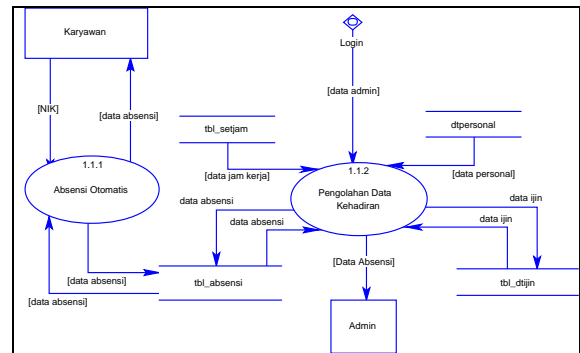 Karyawan
Login
[NIK]
[data absensi]
[data admin]
tbl_setjam
dtpersonal
1.1.1
Absensi Otomatis
[data jam kerja]
1.1.2
Pengolahan Data
Kehadiran
[data personal]
data absensi
data absensi
data ijin
data ijin
[data absensi]
tbl_absensi
[data absensi]
[Data Absensi]
tbl_dtijin
Admin